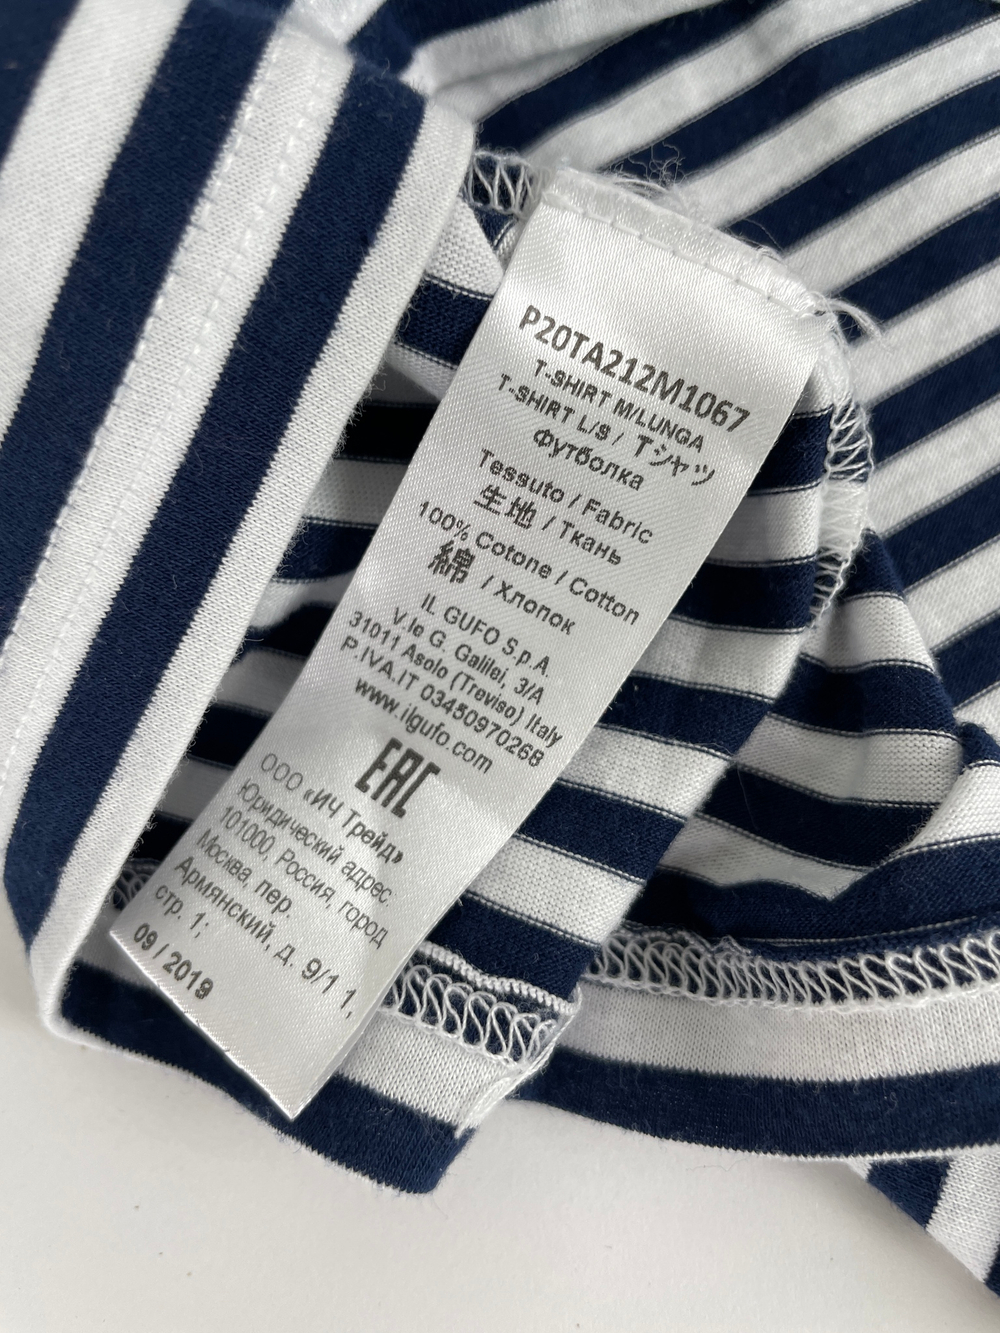 P20TA212M1067
T-SHIRT M/LUNGA
T-SHIRT L/S / Tシャツ
Футболка
Tessuto / Fabric
生地 / Ткань
100% Cotone / Cotton
綿 / Хлопок
IL GUFO S.p.A.
V.le G. Galilei, 3/A
31011 Asolo (Treviso) Italy
P.IVA.IT 03450970268
www.ilgufo.com
EAC
ООО «ИЧ Трейд»
Юридический адрес:
101000, Россия, город
Москва, пер.
Армянский, д. 9/1 1,
стр. 1;
09 / 2019